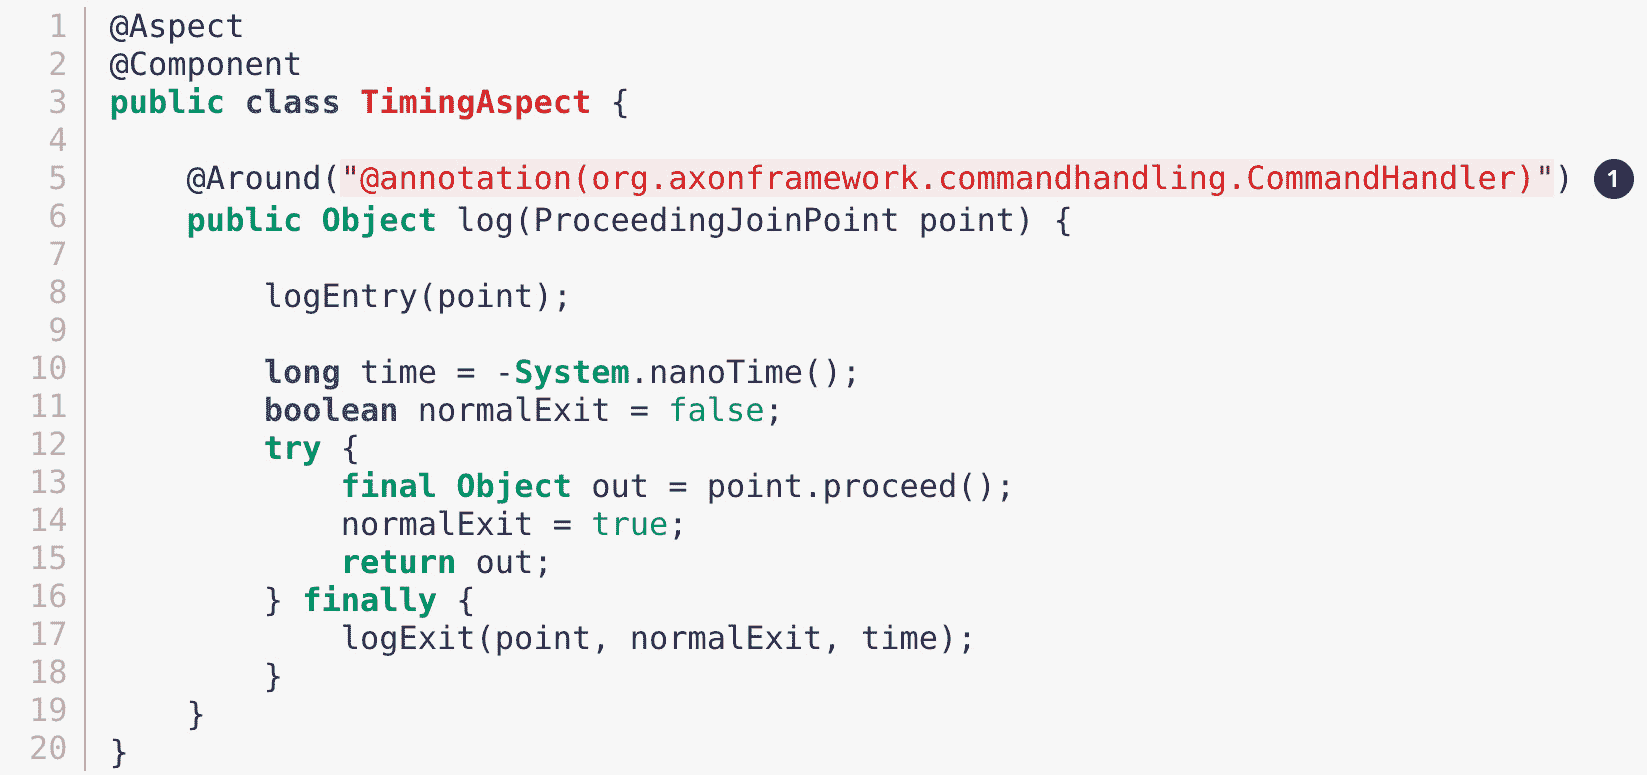 1 @Aspect
2 @Component
3 public class TimingAspect {
4
5     @Around("@annotation(org.axonframework.commandhandling.CommandHandler)") 1
6     public Object log(ProceedingJoinPoint point) {
7
8         logEntry(point);
9
10         long time = -System.nanoTime();
11         boolean normalExit = false;
12         try {
13             final Object out = point.proceed();
14             normalExit = true;
15             return out;
16         } finally {
17             logExit(point, normalExit, time);
18         }
19     }
20 }